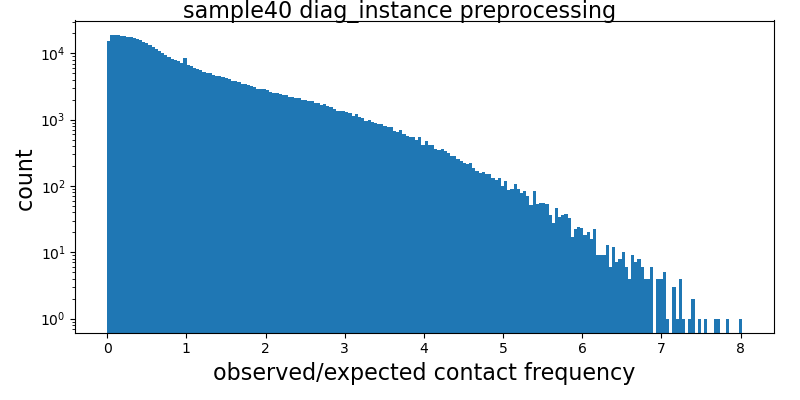 sample40 diag_instance preprocessing
count
10⁴
10³
10²
10¹
10⁰
0 1 2 3 4 5 6 7 8
observed/expected contact frequency